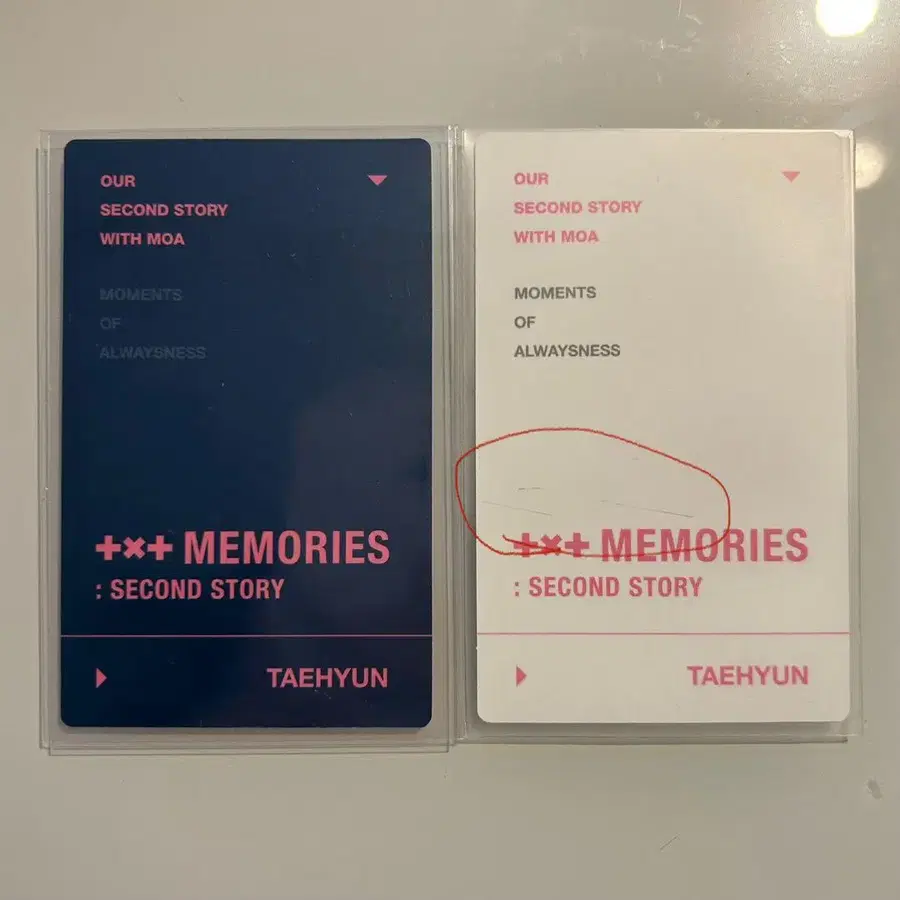 OUR
SECOND STORY
WITH MOA
MOMENTS
OF
ALWAYSNESS
+×+ MEMORIES
: SECOND STORY
TAEHYUN
OUR
SECOND STORY
WITH MOA
MOMENTS
OF
ALWAYSNESS
+×+ MEMORIES
: SECOND STORY
TAEHYUN